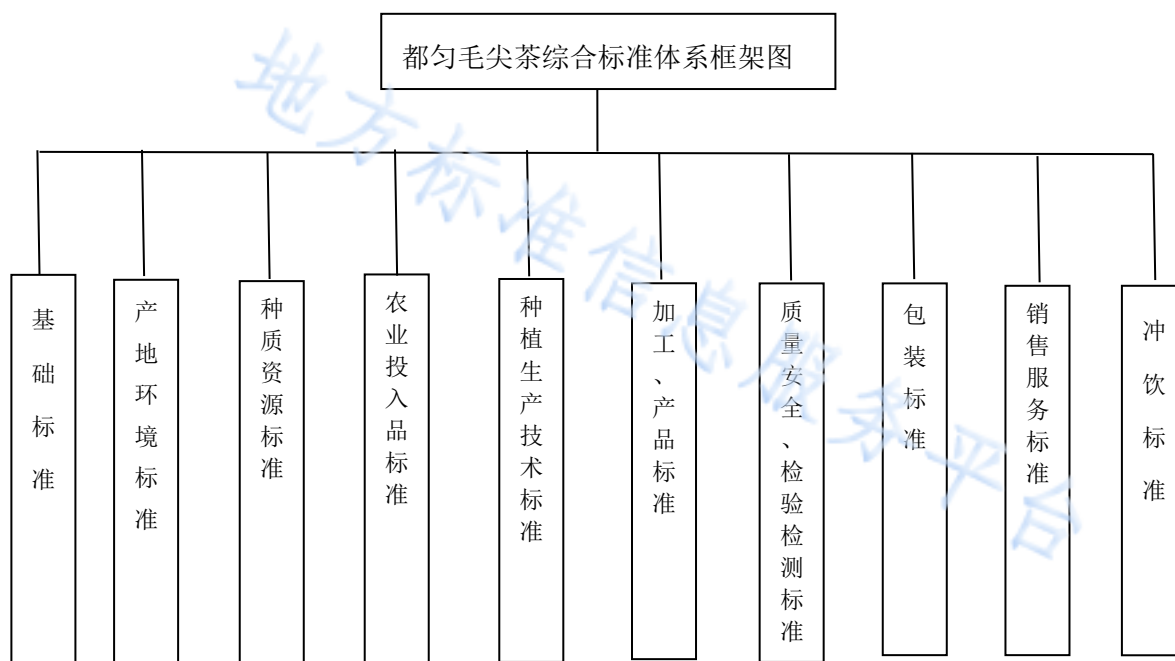 都匀毛尖茶综合标准体系框架图
基础标准
产地环境标准
种质资源标准
农业投入品标准
种植生产技术标准
加工、产品标准
质量安全、检验检测标准
包装标准
销售服务标准
冲饮标准
地方标准信息服务平台